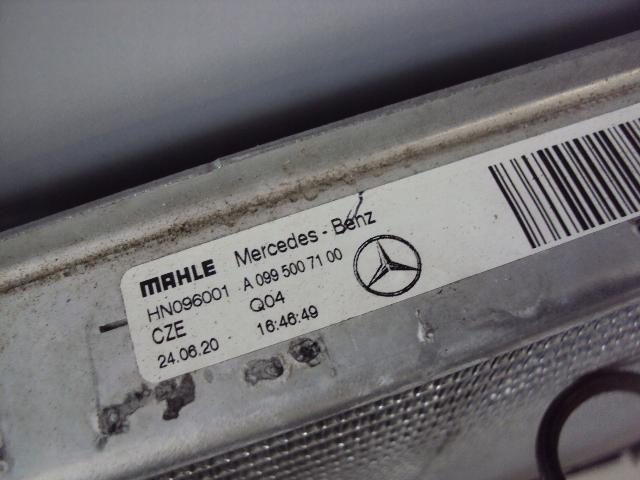 MAHLE Mercedes-Benz
HN096001 A 099 500 71 00
CZE Q04
24.06.20 16:46:49